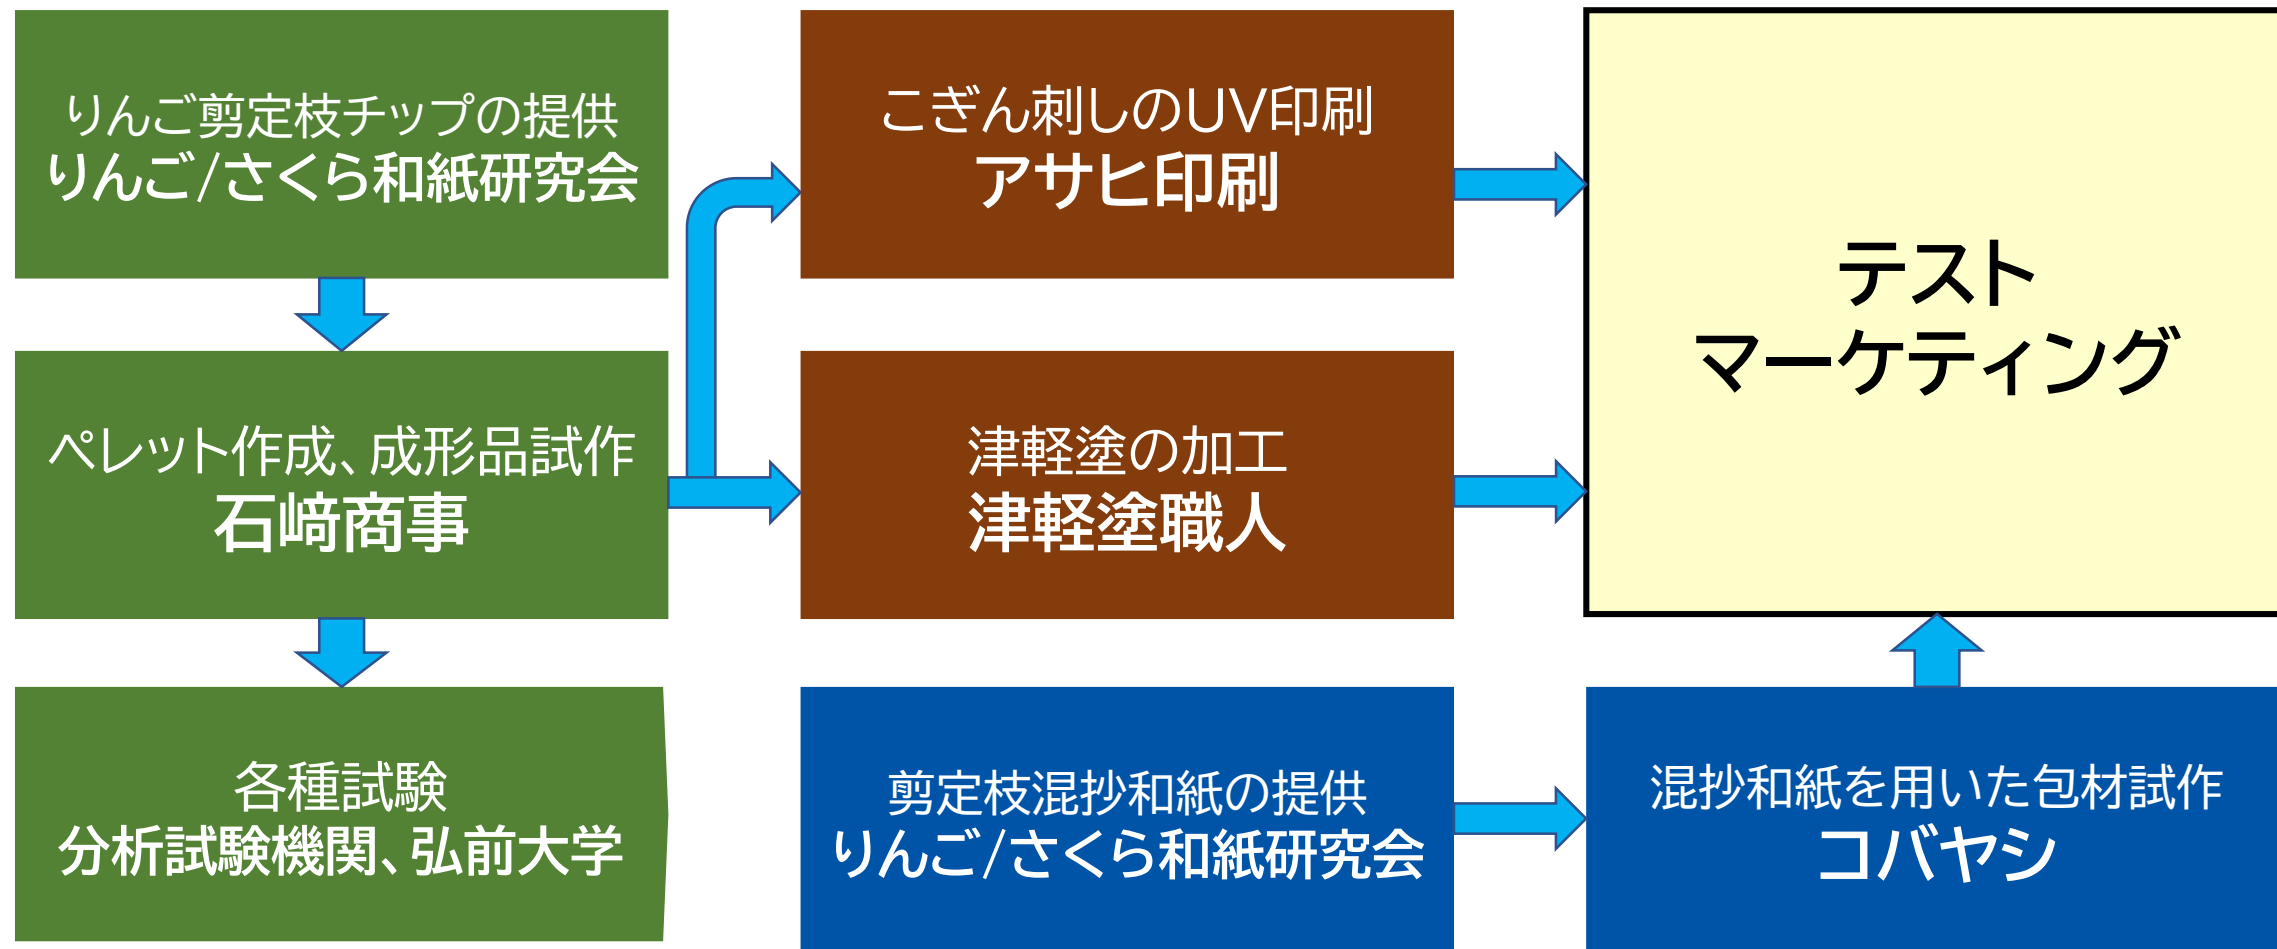 りんご剪定枝チップの提供
りんご/さくら和紙研究会
ペレット作成、成形品試作
石﨑商事
各種試験
分析試験機関、弘前大学
こぎん刺しのUV印刷
アサヒ印刷
津軽塗の加工
津軽塗職人
剪定枝混抄和紙の提供
りんご/さくら和紙研究会
テスト
マーケティング
混抄和紙を用いた包材試作
コバヤシ